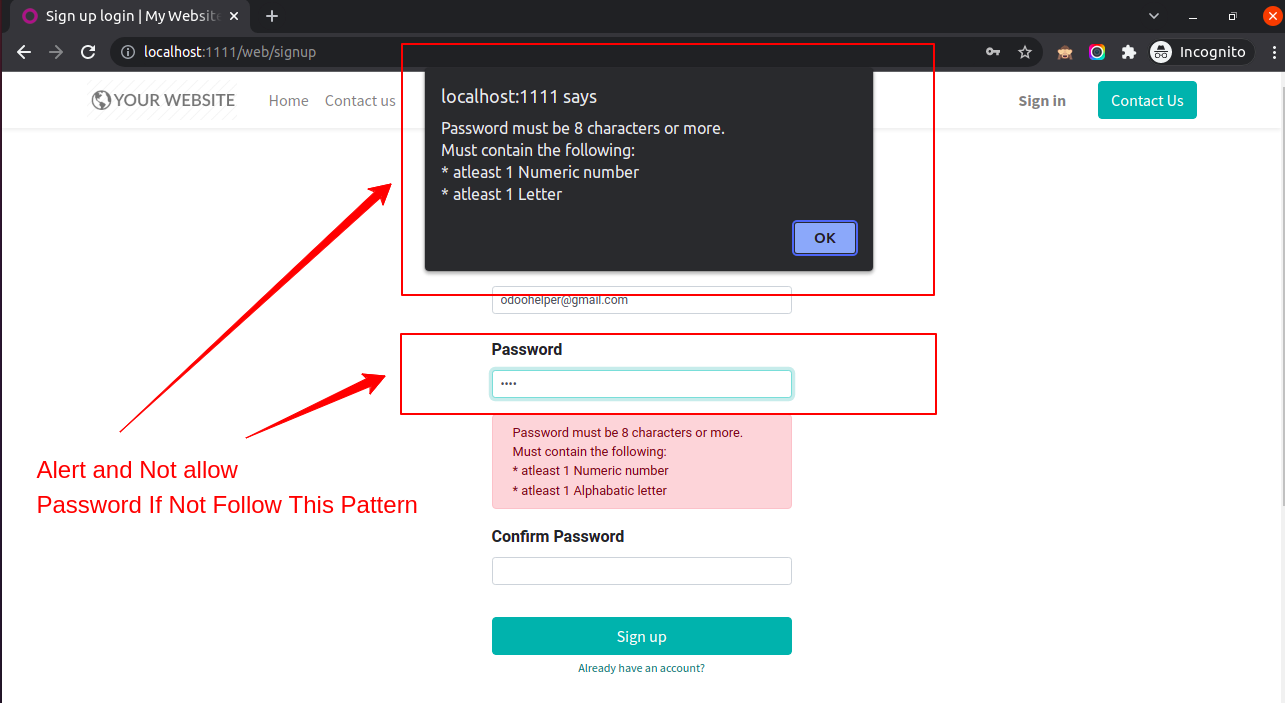 Sign up login | My Website
localhost:1111/web/signup
Incognito
YOUR WEBSITE
Home
Contact us
Sign in
Contact Us
localhost:1111 says
Password must be 8 characters or more.
Must contain the following:
* atleast 1 Numeric number
* atleast 1 Letter
OK
odoohelper@gmail.com
Password
••••
Password must be 8 characters or more.
Must contain the following:
* atleast 1 Numeric number
* atleast 1 Alphabatic letter
Alert and Not allow
Password If Not Follow This Pattern
Confirm Password
Sign up
Already have an account?